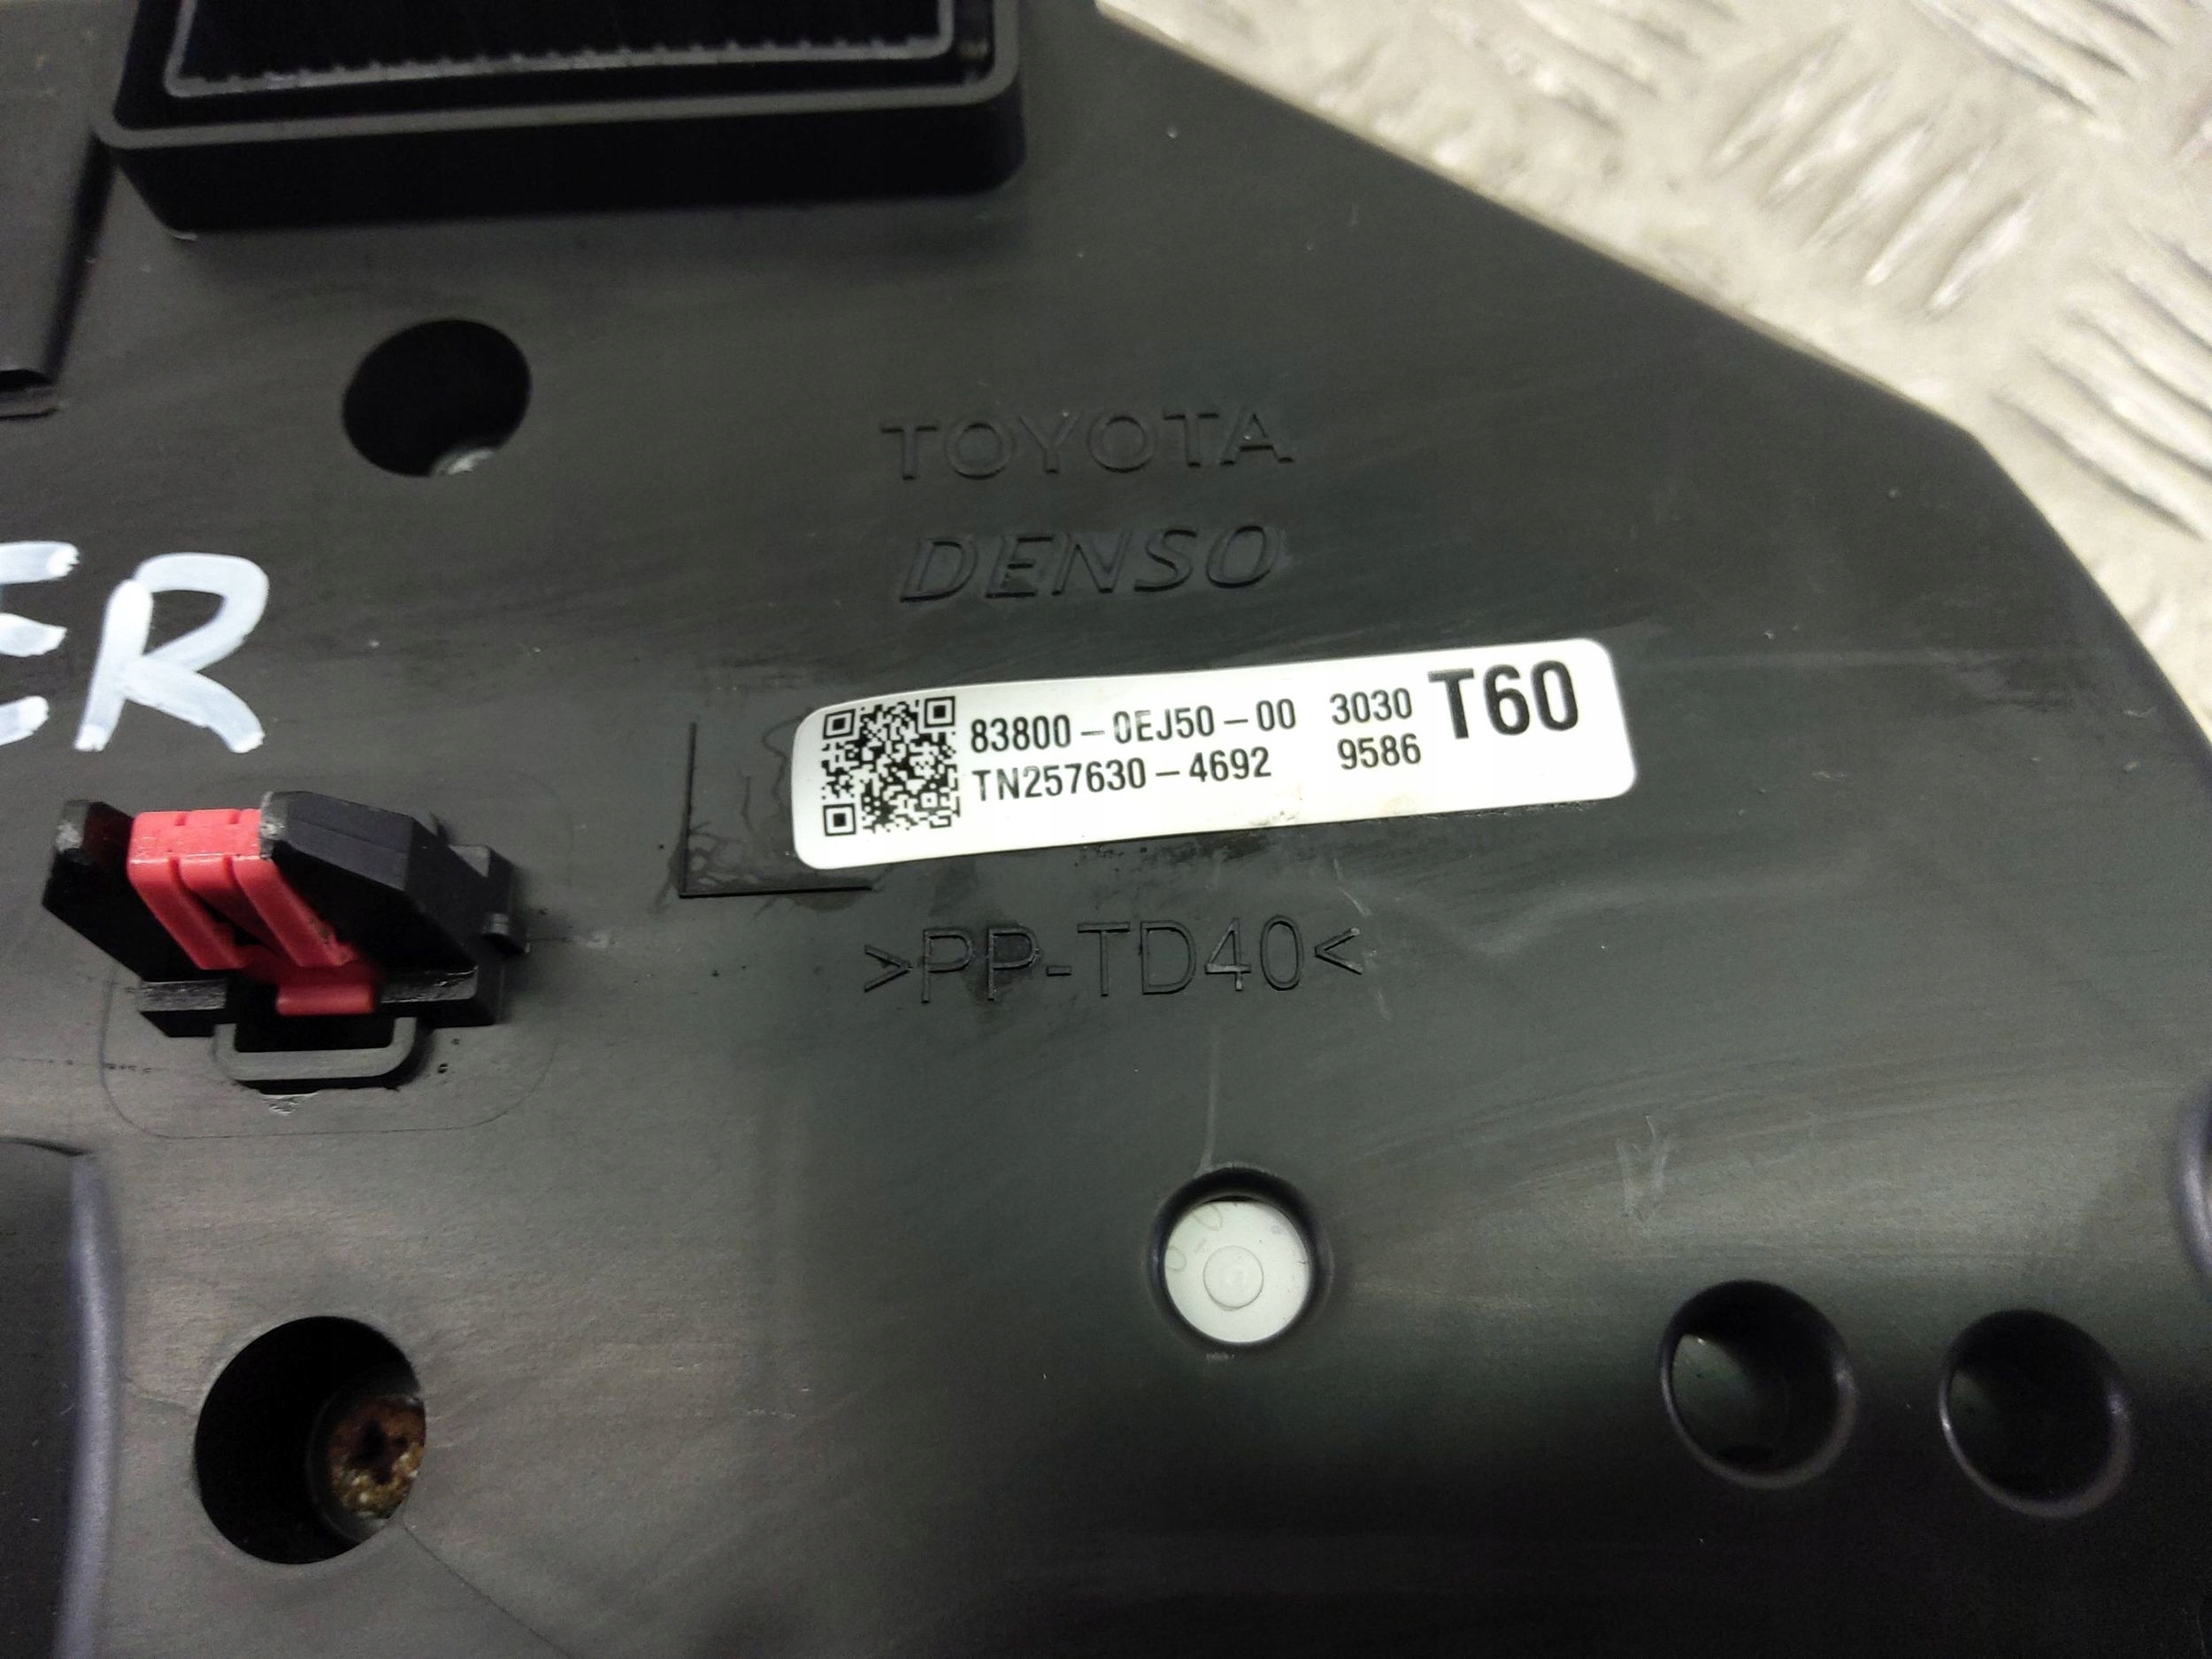 TOYOTA
DENSO
ER
83800-0EJ50-00 3030 T60
TN257630-4692 9586
>PP-TD40<